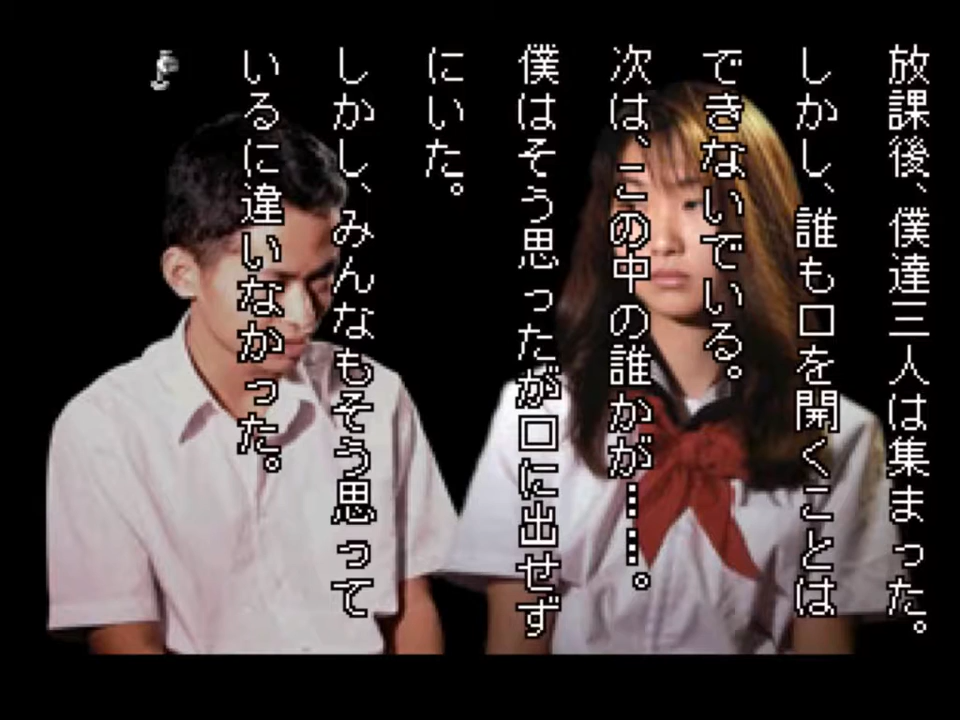 放課後、僕達三人は集まった。
しかし、誰も口を開くことは
できないでいる。
次は、この中の誰かが……。
僕はそう思ったが口に出せず
にいた。
しかし、みんなもそう思って
いるに違いなかった。